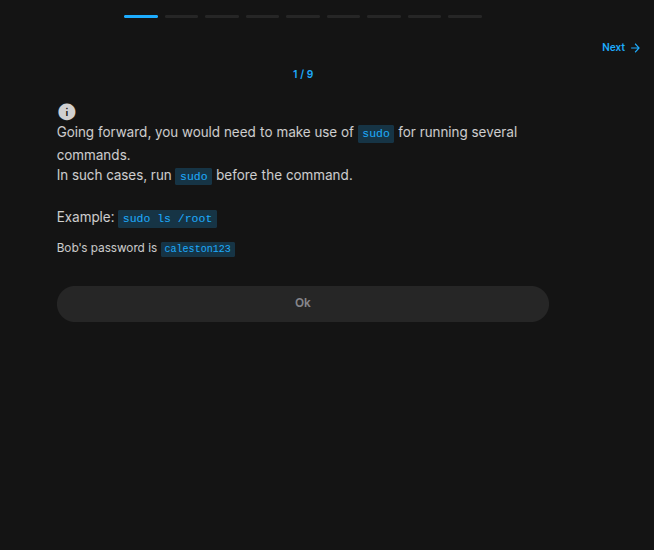 Next →
1 / 9
Going forward, you would need to make use of sudo for running several
commands.
In such cases, run sudo before the command.
Example: sudo ls /root
Bob's password is caleston123
Ok